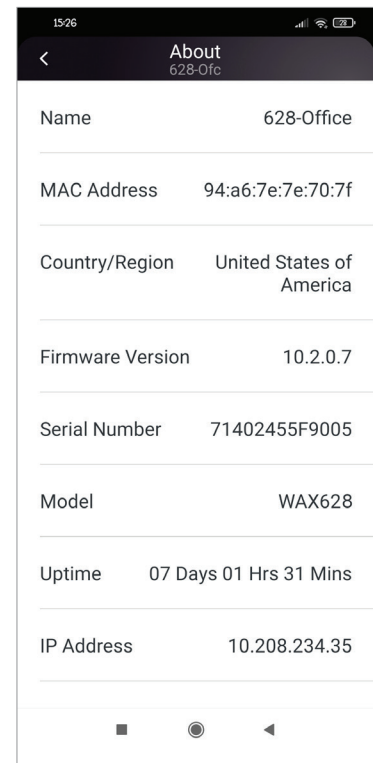 15:26
28
About
628-Ofc
Name 628-Office
MAC Address 94:a6:7e:7e:70:7f
Country/Region United States of
America
Firmware Version 10.2.0.7
Serial Number 71402455F9005
Model WAX628
Uptime 07 Days 01 Hrs 31 Mins
IP Address 10.208.234.35